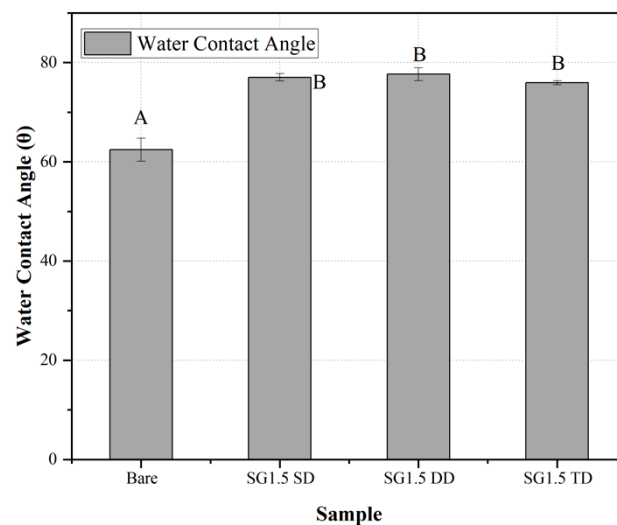 Water Contact Angle
A
B
B
B
Water Contact Angle (θ)
80
60
40
20
0
Bare
SG1.5 SD
SG1.5 DD
SG1.5 TD
Sample